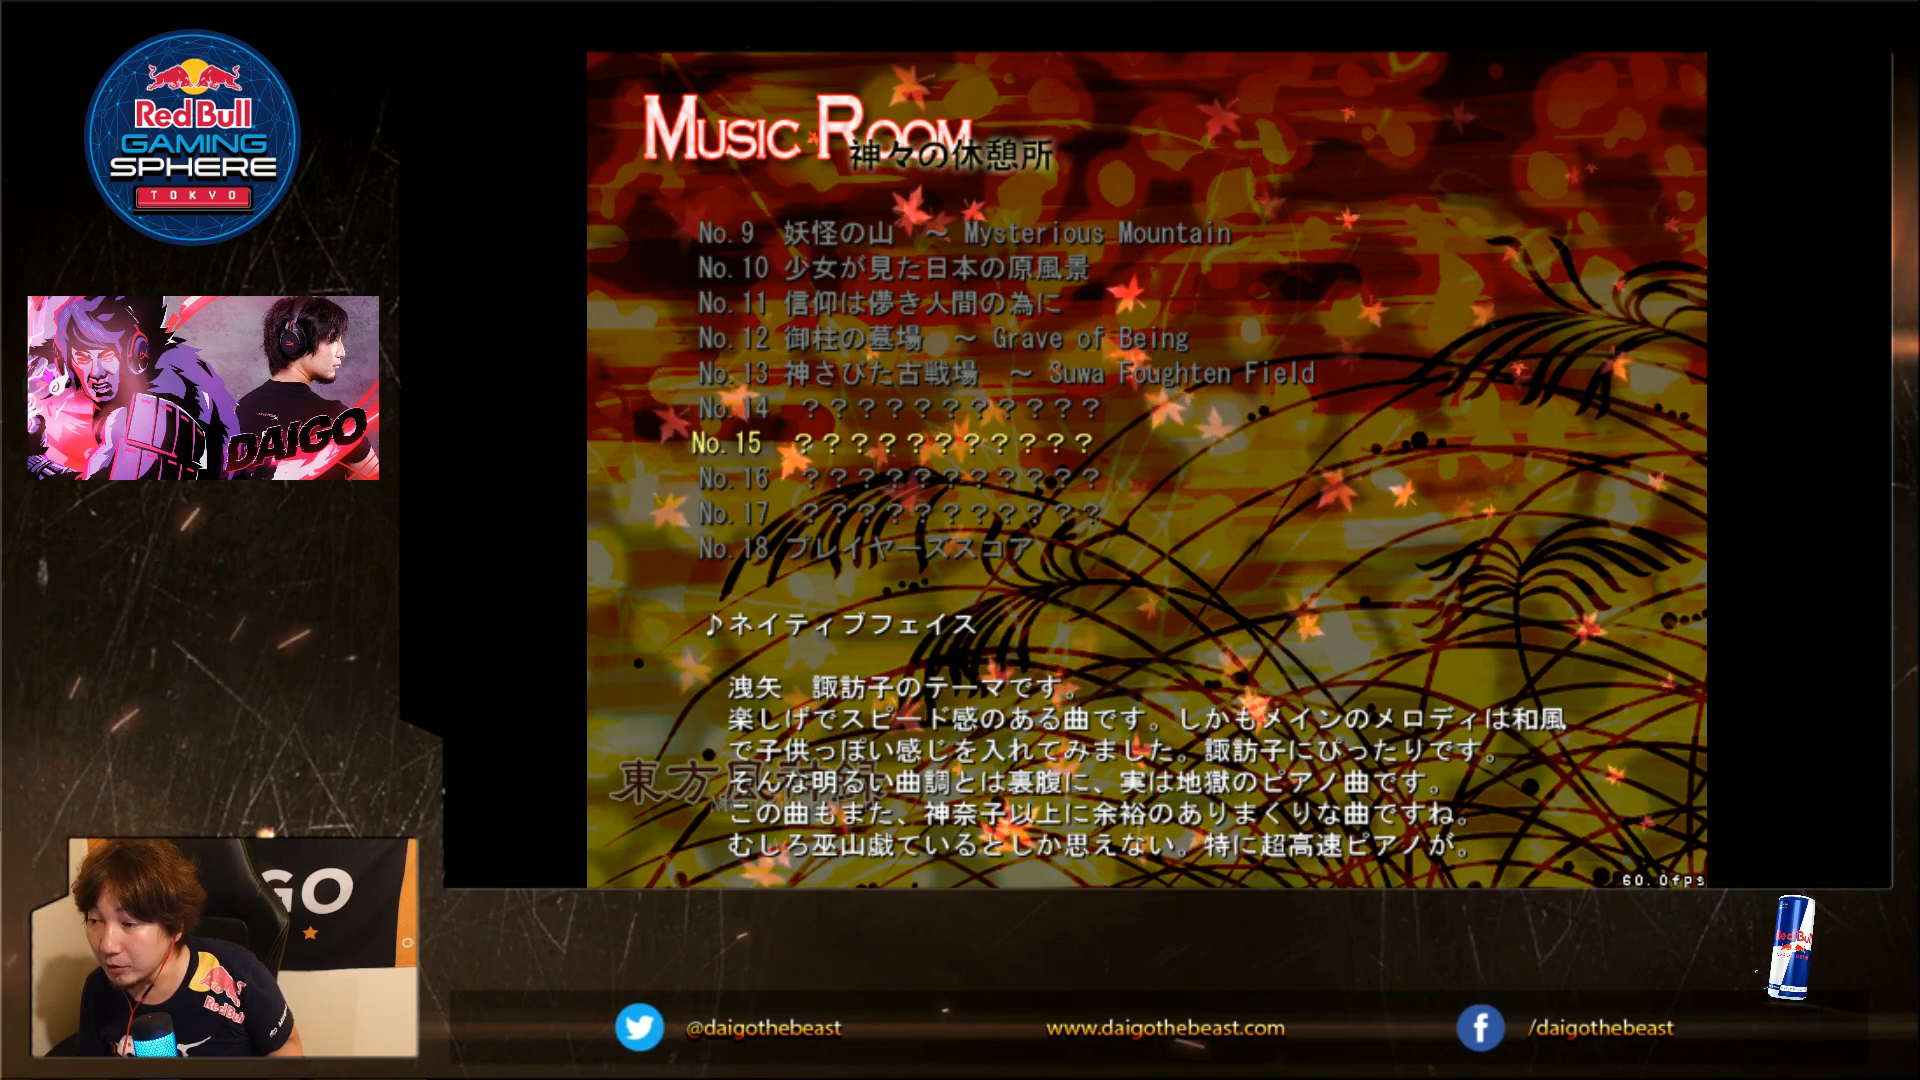 Red Bull
GAMING
SPHERE
TOKYO
DAIGO
MUSIC ROOM
神々の休憩所
No.9 妖怪の山 ～ Mysterious Mountain
No.10 少女が見た日本の原風景
No.11 信仰は儚き人間の為に
No.12 御柱の墓場 ～ Grave of Being
No.13 神さびた古戦場 ～ Suwa Foughten Field
No.14 ？？？？？？？？？？？
No.15 ？？？？？？？？？？？
No.16 ？？？？？？？？？？？
No.17 ？？？？？？？？？？？
No.18 プレイヤーズスコア
♪ネイティブフェイス
洩矢 諏訪子のテーマです。
楽しげでスピード感のある曲です。しかもメインのメロディは和風
で子供っぽい感じを入れてみました。諏訪子にぴったりです。
そんな明るい曲調とは裏腹に、実は地獄のピアノ曲です。
この曲もまた、神奈子以上に余裕のありまくりな曲ですね。
むしろ巫山戯ているとしか思えない。特に超高速ピアノが。
東方風神録
60.0fps
GO
Red Bull
Red Bull
@daigothebeast
www.daigothebeast.com
/daigothebeast